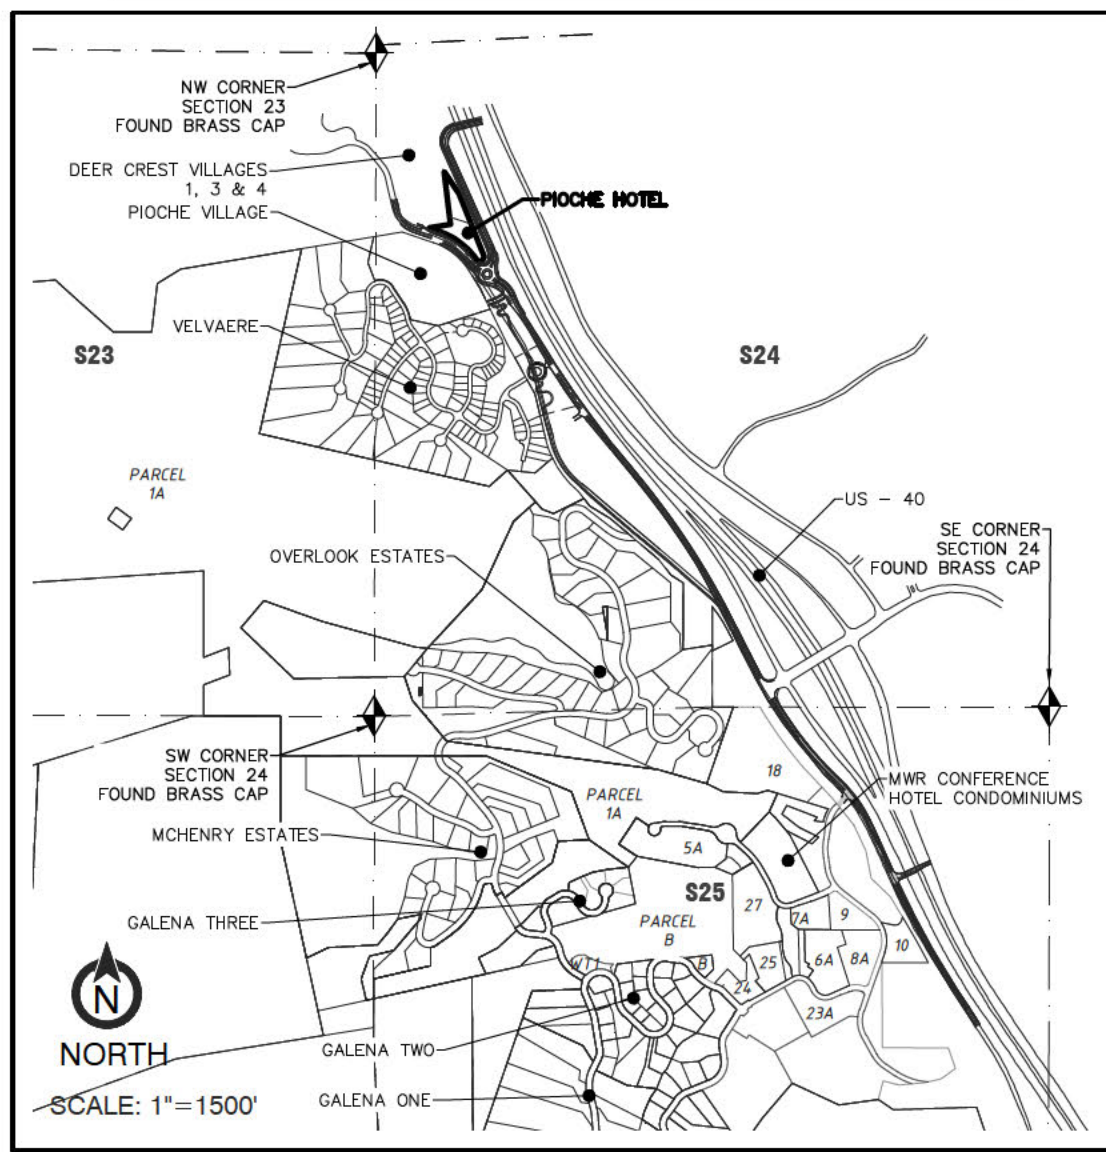 NW CORNER
SECTION 23
FOUND BRASS CAP
DEER CREST VILLAGES
1, 3 & 4
PIOCHE VILLAGE
PIOCHE HOTEL
VELVAERE
S23
S24
PARCEL
1A
US - 40
SE CORNER
SECTION 24
FOUND BRASS CAP
OVERLOOK ESTATES
SW CORNER
SECTION 24
FOUND BRASS CAP
18
MWR CONFERENCE
HOTEL CONDOMINIUMS
PARCEL
1A
MCHENRY ESTATES
5A
S25
GALENA THREE
PARCEL
B
27
7A
9
10
WT1
B
25
6A
8A
24
23A
N
NORTH
GALENA TWO
GALENA ONE
SCALE: 1"=1500'